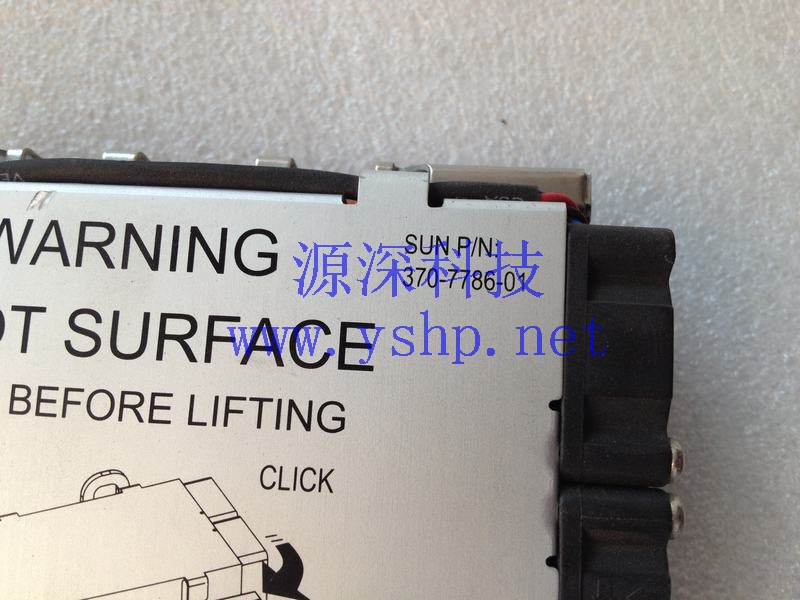 WARNING
SUN P/N:
370-7786-01
源深科技
OT SURFACE
www.yshp.net
BEFORE LIFTING
CLICK